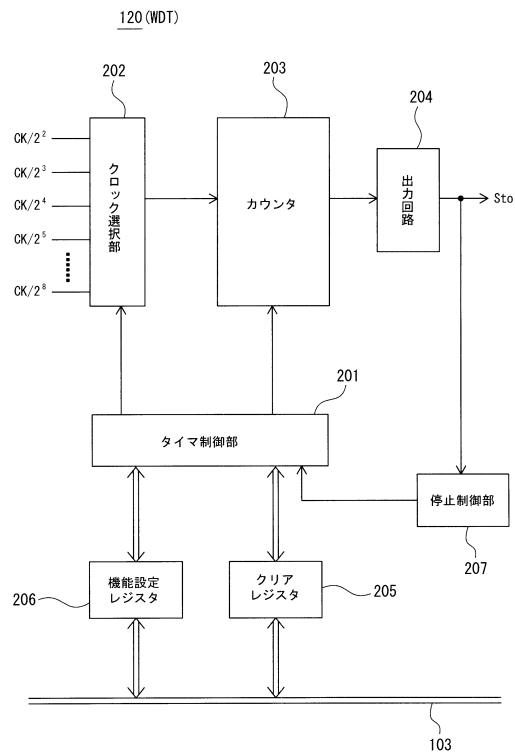 120(WDT)
202
203
204
CK/2²
CK/2³
CK/2⁴
CK/2⁵
CK/2⁸
クロック選択部
カウンタ
出力回路
Sto
201
タイマ制御部
停止制御部
207
206
機能設定
レジスタ
クリア
レジスタ
205
103